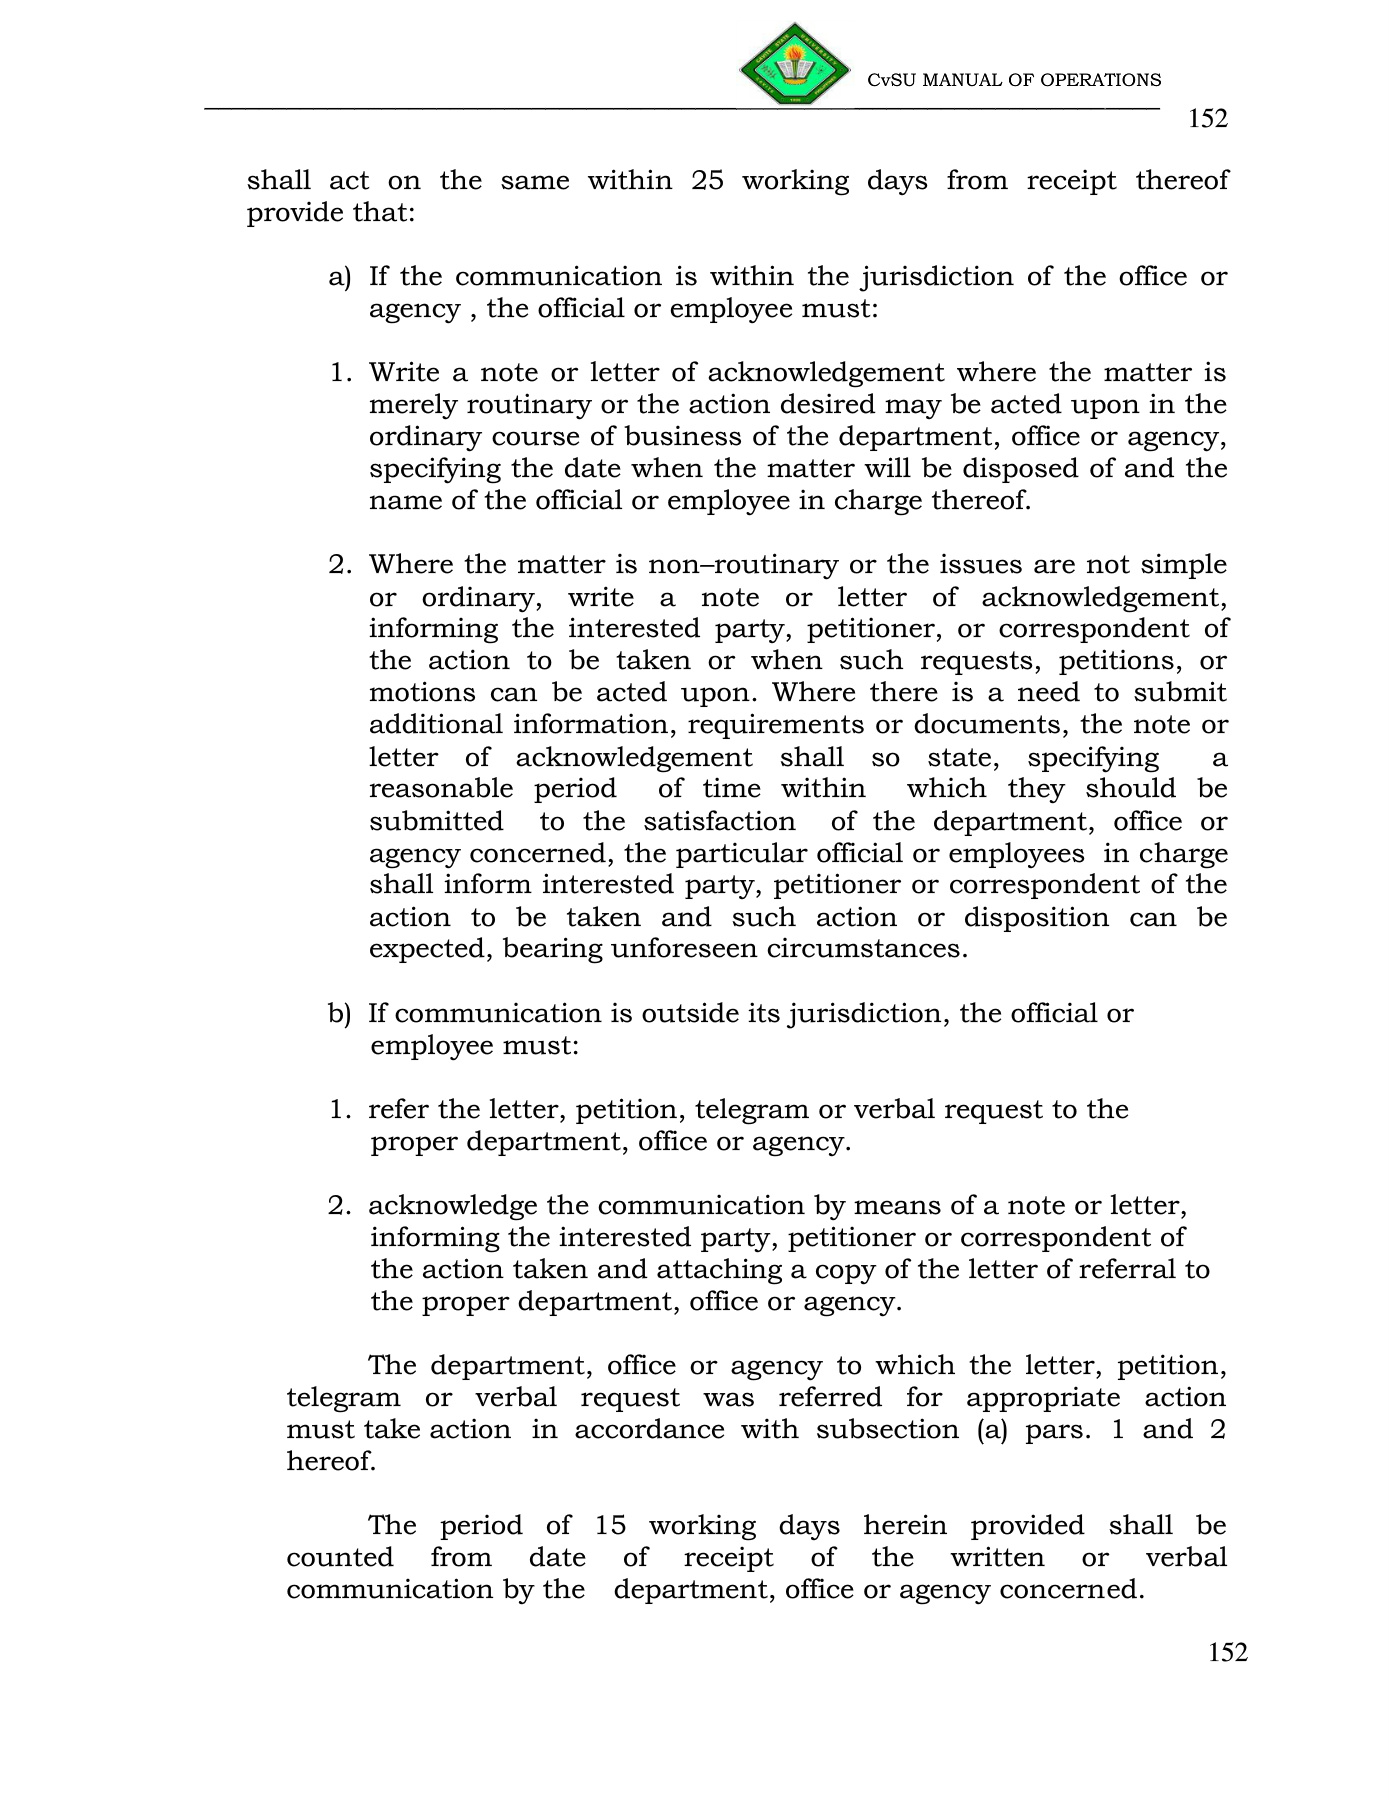 CvSU MANUAL OF OPERATIONS
152
shall act on the same within 25 working days from receipt thereof
provide that:
a) If the communication is within the jurisdiction of the office or
agency , the official or employee must:
1. Write a note or letter of acknowledgement where the matter is
merely routinary or the action desired may be acted upon in the
ordinary course of business of the department, office or agency,
specifying the date when the matter will be disposed of and the
name of the official or employee in charge thereof.
2. Where the matter is non–routinary or the issues are not simple
or ordinary, write a note or letter of acknowledgement,
informing the interested party, petitioner, or correspondent of
the action to be taken or when such requests, petitions, or
motions can be acted upon. Where there is a need to submit
additional information, requirements or documents, the note or
letter of acknowledgement shall so state, specifying a
reasonable period of time within which they should be
submitted to the satisfaction of the department, office or
agency concerned, the particular official or employees in charge
shall inform interested party, petitioner or correspondent of the
action to be taken and such action or disposition can be
expected, bearing unforeseen circumstances.
b) If communication is outside its jurisdiction, the official or
employee must:
1. refer the letter, petition, telegram or verbal request to the
proper department, office or agency.
2. acknowledge the communication by means of a note or letter,
informing the interested party, petitioner or correspondent of
the action taken and attaching a copy of the letter of referral to
the proper department, office or agency.
The department, office or agency to which the letter, petition,
telegram or verbal request was referred for appropriate action
must take action in accordance with subsection (a) pars. 1 and 2
hereof.
The period of 15 working days herein provided shall be
counted from date of receipt of the written or verbal
communication by the department, office or agency concerned.
152